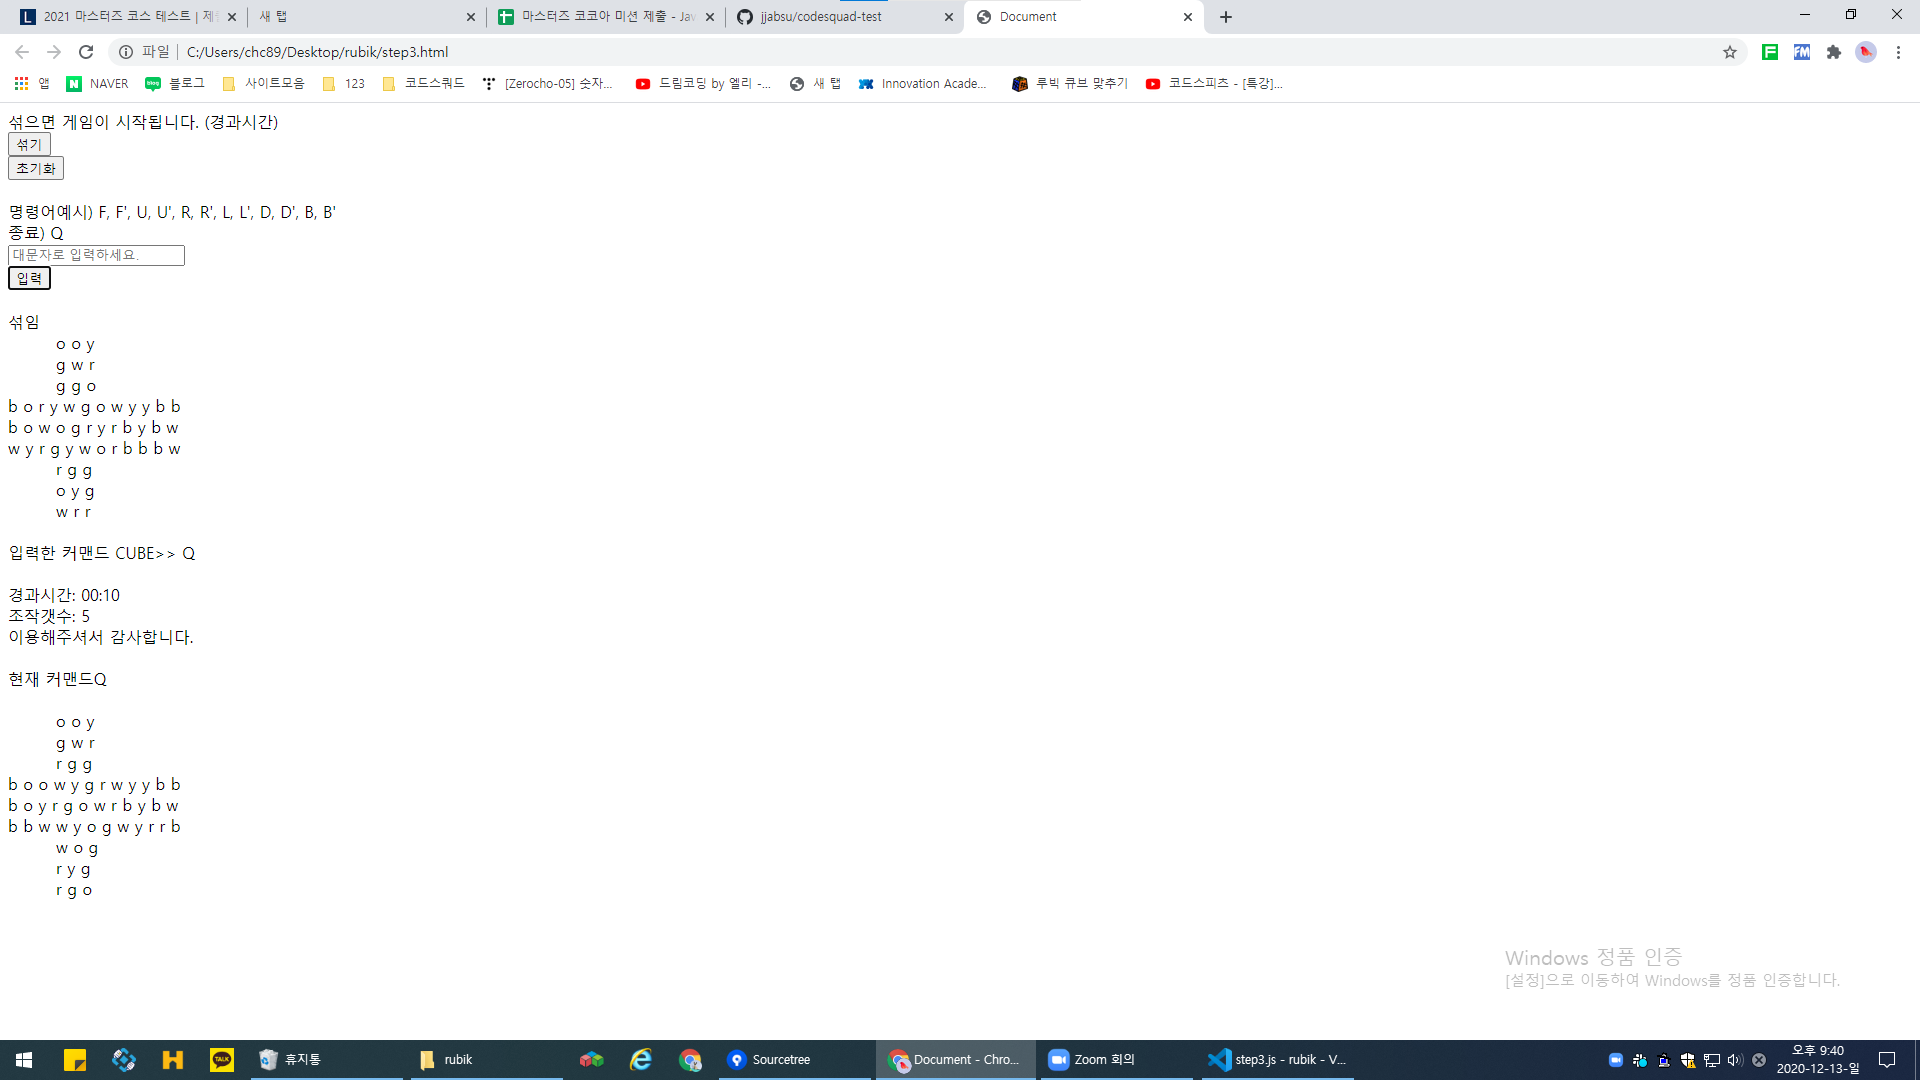 2021 마스터즈 코스 테스트 | 제
새 탭
마스터즈 코코아 미션 제출 - Jav
jjabsu/codesquad-test
Document
파일
C:/Users/chc89/Desktop/rubik/step3.html
앱
NAVER
블로그
사이트모음
123
코드스쿼드
[Zerocho-05] 숫자...
드림코딩 by 엘리 -...
새 탭
Innovation Acade...
루빅 큐브 맞추기
코드스피츠 - [특강]...
섞으면 게임이 시작됩니다. (경과시간)
섞기
초기화
명령어예시) F, F', U, U', R, R', L, L', D, D', B, B'
종료) Q
대문자로 입력하세요.
입력
섞임
o o y
g w r
g g o
b o r y w g o w y y b b
b o w o g r y r b y b w
w y r g y w o r b b b w
r g g
o y g
w r r
입력한 커맨드 CUBE>> Q
경과시간: 00:10
조작갯수: 5
이용해주셔서 감사합니다.
현재 커맨드Q
o o y
g w r
r g g
b o o w y g r w y y b b
b o y r g o w r b y b w
b b w w y o g w y r r b
w o g
r y g
r g o
Windows 정품 인증
[설정]으로 이동하여 Windows를 정품 인증합니다.
TALK
휴지통
rubik
Sourcetree
Document - Chro...
Zoom 회의
step3.js - rubik - V...
오후 9:40
2020-12-13-일